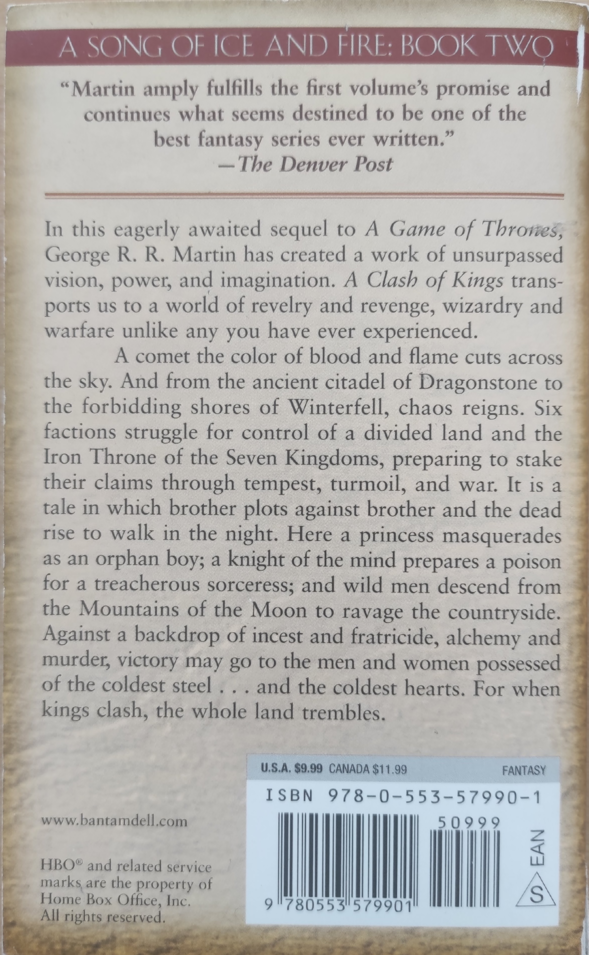 A SONG OF ICE AND FIRE: BOOK TWO
“Martin amply fulfills the first volume’s promise and
continues what seems destined to be one of the
best fantasy series ever written.”
—The Denver Post
In this eagerly awaited sequel to A Game of Thrones,
George R. R. Martin has created a work of unsurpassed
vision, power, and imagination. A Clash of Kings trans-
ports us to a world of revelry and revenge, wizardry and
warfare unlike any you have ever experienced.
A comet the color of blood and flame cuts across
the sky. And from the ancient citadel of Dragonstone to
the forbidding shores of Winterfell, chaos reigns. Six
factions struggle for control of a divided land and the
Iron Throne of the Seven Kingdoms, preparing to stake
their claims through tempest, turmoil, and war. It is a
tale in which brother plots against brother and the dead
rise to walk in the night. Here a princess masquerades
as an orphan boy; a knight of the mind prepares a poison
for a treacherous sorceress; and wild men descend from
the Mountains of the Moon to ravage the countryside.
Against a backdrop of incest and fratricide, alchemy and
murder, victory may go to the men and women possessed
of the coldest steel . . . and the coldest hearts. For when
kings clash, the whole land trembles.
U.S.A. $9.99 CANADA $11.99 FANTASY
ISBN 978-0-553-57990-1
50999
9 780553 579901
EAN
S
www.bantamdell.com
HBO® and related service
marks are the property of
Home Box Office, Inc.
All rights reserved.